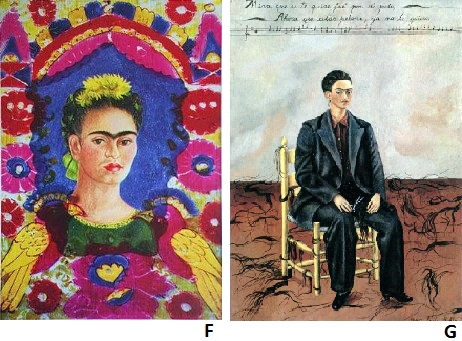 Mira que si te quise, fué por el pelo,
Ahora que estás pelona, ya no te quiero.
F
G